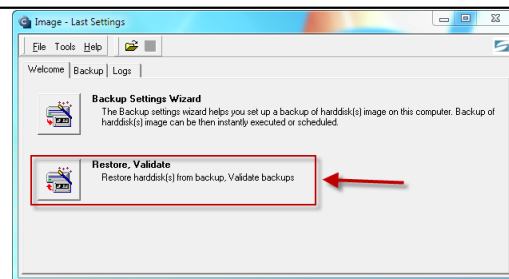 Image - Last Settings
File Tools Help
Welcome Backup Logs
Backup Settings Wizard
The Backup settings wizard helps you set up a backup of harddisk(s) image on this computer. Backup of
harddisk(s) image can be then instantly executed or scheduled.
Restore, Validate
Restore harddisk(s) from backup, Validate backups